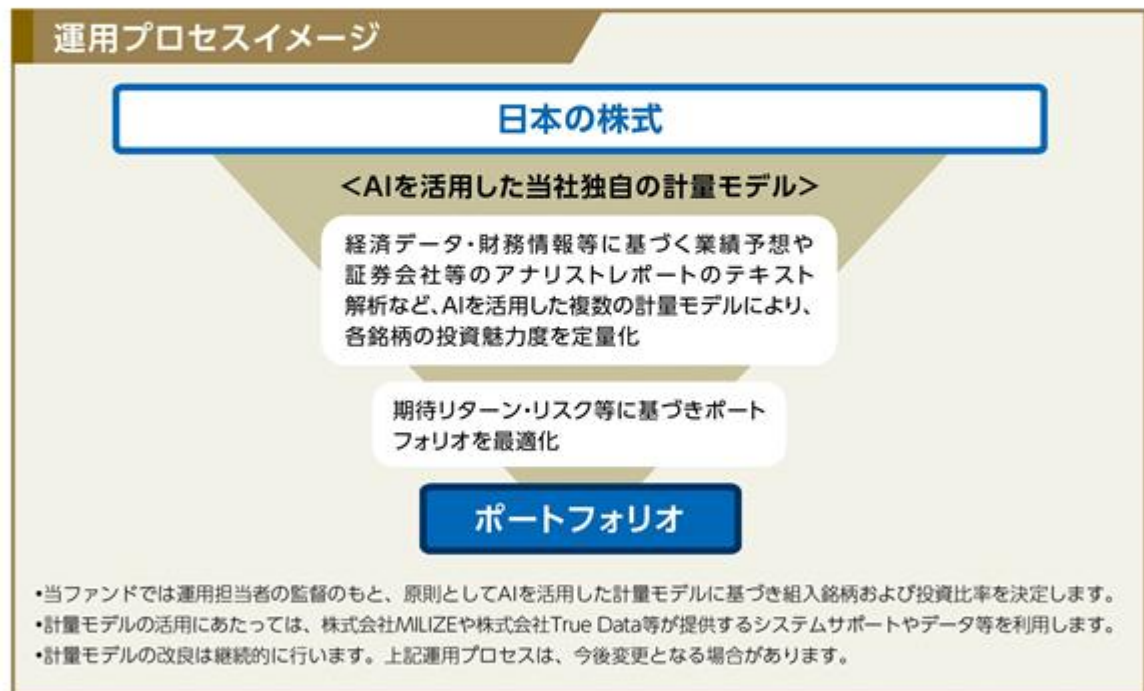 運用プロセスイメージ
日本の株式
<AIを活用した当社独自の計量モデル>
経済データ・財務情報等に基づく業績予想や
証券会社等のアナリストレポートのテキスト
解析など、AIを活用した複数の計量モデルにより、
各銘柄の投資魅力度を定量化
期待リターン・リスク等に基づきポート
フォリオを最適化
ポートフォリオ
•当ファンドでは運用担当者の監督のもと、原則としてAIを活用した計量モデルに基づき組入銘柄および投資比率を決定します。
•計量モデルの活用にあたっては、株式会社MILIZEや株式会社True Data等が提供するシステムサポートやデータ等を利用します。
•計量モデルの改良は継続的に行います。上記運用プロセスは、今後変更となる場合があります。